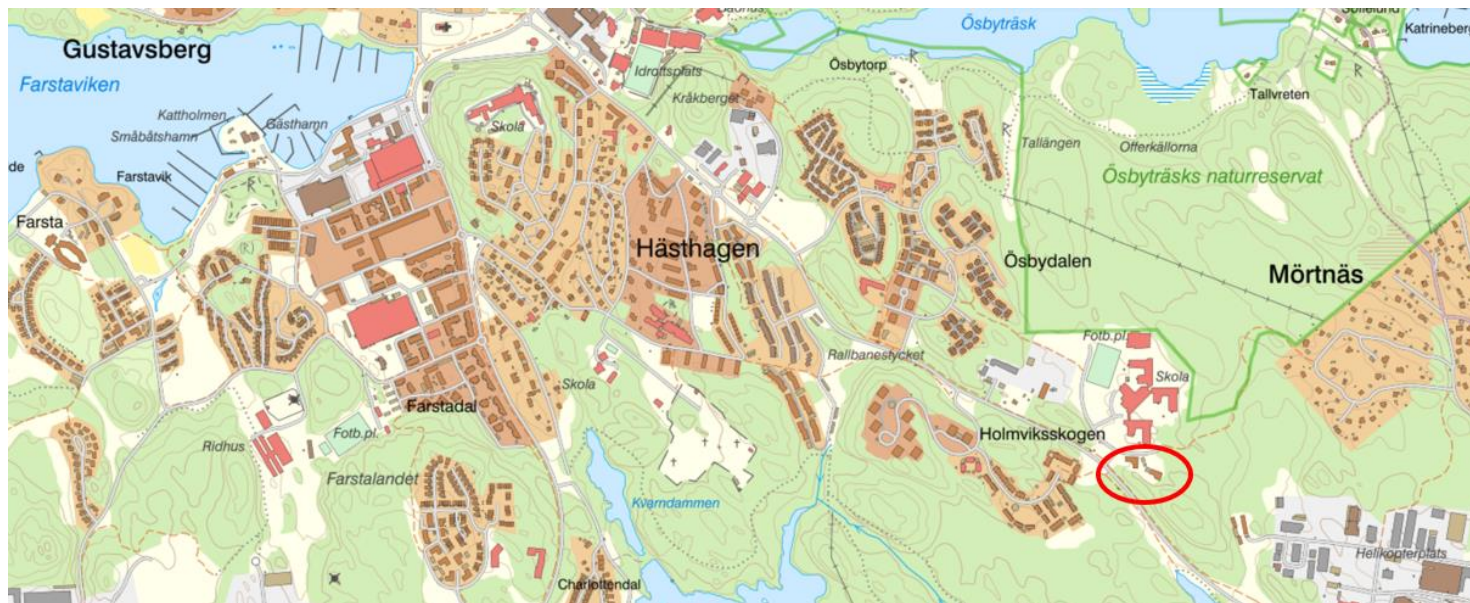 Gustavsberg
Farstaviken
Kattholmen
Gästhamn
Småbåtshamn
Farstavik
Farsta
Skola
Idrottsplats
Kråkberget
Ösbyträsk
Ösbytorp
Katrineberg
Tallvreten
Tallängen
Offerkällorna
Ösbyträsks naturreservat
Hästhagen
Ösbydalen
Mörtnäs
Rallbanestycket
Fotb.pl.
Skola
Skola
Farstadal
Fotb.pl.
Ridhus
Farstalandet
Holmviksskogen
Kvarndammen
Charlottendal
Helikopterplats